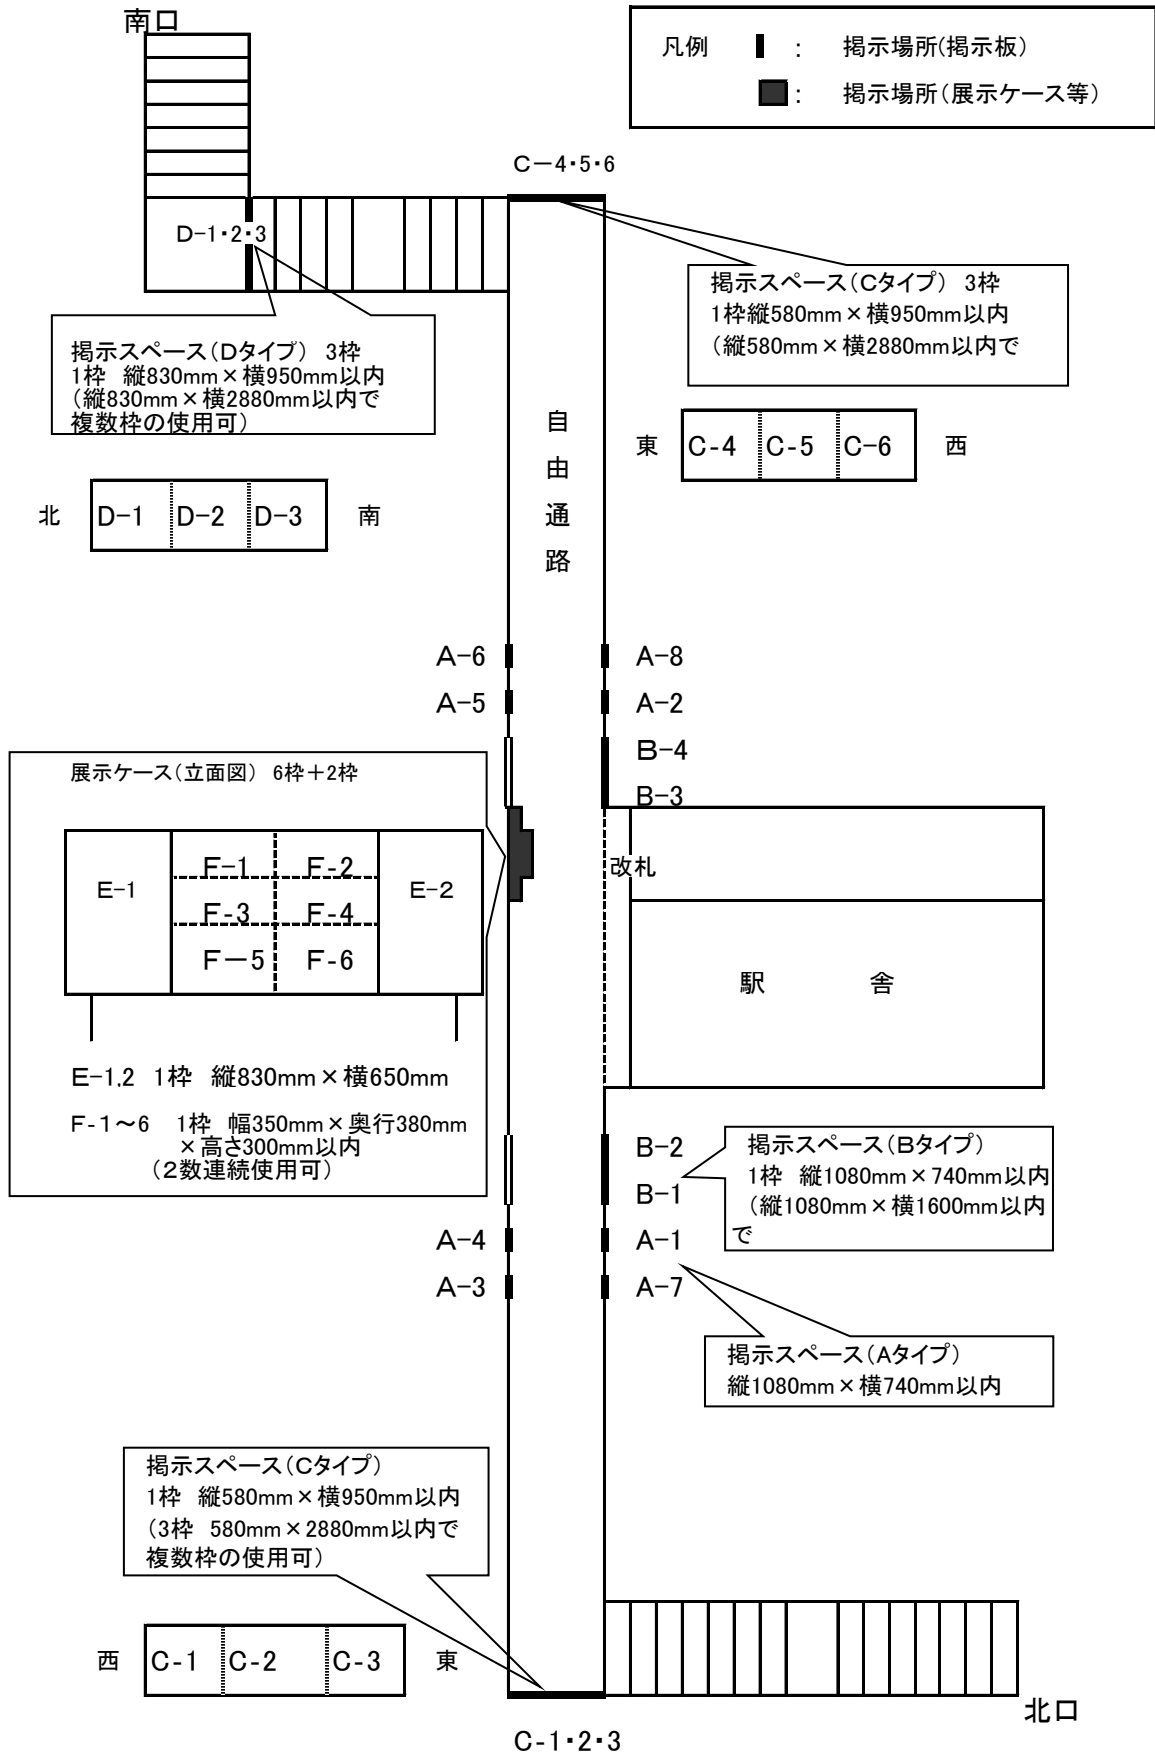 南口
凡例 ： 掲示場所(掲示板)
： 掲示場所(展示ケース等)
C－4・5・6
D-1・2・3
掲示スペース(Cタイプ) 3枠
1枠縦580mm×横950mm以内
(縦580mm×横2880mm以内で
掲示スペース(Dタイプ) 3枠
1枠 縦830mm×横950mm以内
(縦830mm×横2880mm以内で
複数枠の使用可)
自由通路
東 C-4 C-5 C-6 西
北 D-1 D-2 D-3 南
A-6 A-8
A-5 A-2
B-4
B-3
展示ケース(立面図) 6枠＋2枠
改札
E-1 F-1 F-2 E-2
F-3 F-4
F－5 F-6
駅 舎
E-1,2 1枠 縦830mm×横650mm
F-1～6 1枠 幅350mm×奥行380mm
×高さ300mm以内
(２数連続使用可)
B-2
B-1
掲示スペース(Bタイプ)
1枠 縦1080mm×740mm以内
(縦1080mm×横1600mm以内
で
A-4 A-1
A-3 A-7
掲示スペース(Aタイプ)
縦1080mm×横740mm以内
掲示スペース(Cタイプ)
1枠 縦580mm×横950mm以内
(3枠 580mm×2880mm以内で
複数枠の使用可)
西 C-1 C-2 C-3 東
北口
C-1・2・3